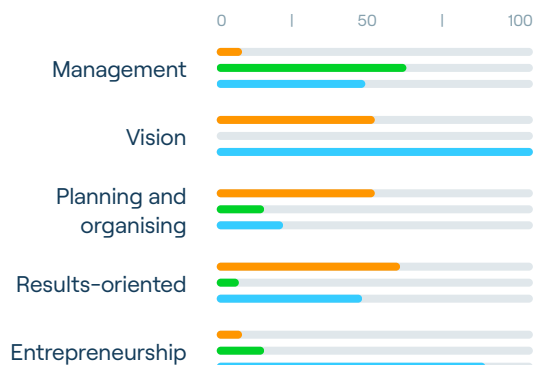 0 | 50 | 100
Management
Vision
Planning and
organising
Results-oriented
Entrepreneurship